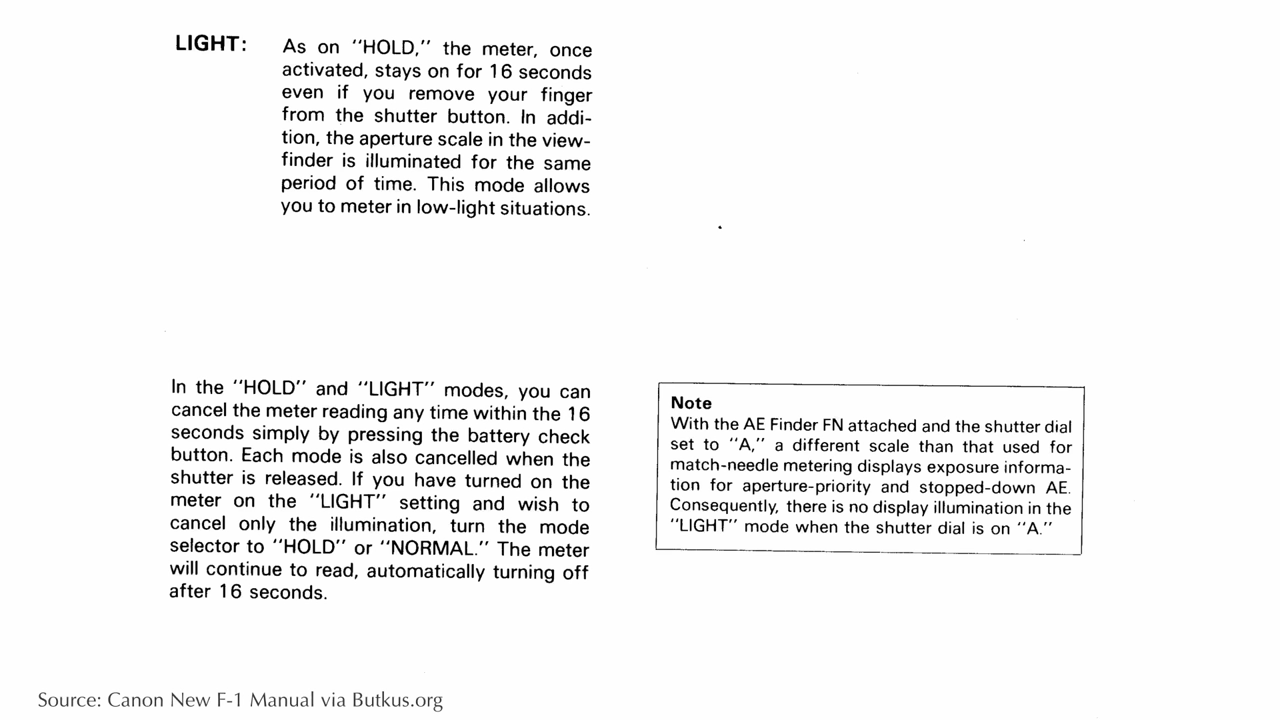 LIGHT: As on "HOLD," the meter, once
activated, stays on for 16 seconds
even if you remove your finger
from the shutter button. In addi-
tion, the aperture scale in the view-
finder is illuminated for the same
period of time. This mode allows
you to meter in low-light situations.
In the "HOLD" and "LIGHT" modes, you can
cancel the meter reading any time within the 16
seconds simply by pressing the battery check
button. Each mode is also cancelled when the
shutter is released. If you have turned on the
meter on the "LIGHT" setting and wish to
cancel only the illumination, turn the mode
selector to "HOLD" or "NORMAL." The meter
will continue to read, automatically turning off
after 16 seconds.
Note
With the AE Finder FN attached and the shutter dial
set to "A," a different scale than that used for
match-needle metering displays exposure informa-
tion for aperture-priority and stopped-down AE.
Consequently, there is no display illumination in the
"LIGHT" mode when the shutter dial is on "A."
Source: Canon New F-1 Manual via Butkus.org